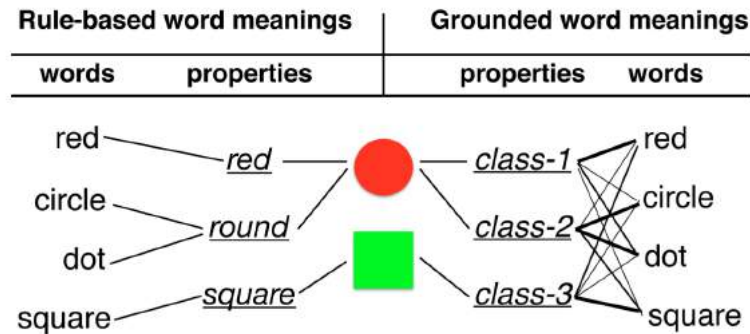 Rule-based word meanings Grounded word meanings
words properties properties words
red red class-1 red
circle round class-2 circle
dot dot
square square class-3 square